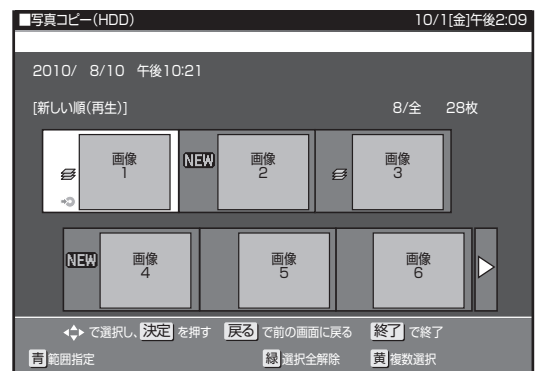 ■写真コピー(HDD) 10/1[金]午後2:09
2010/ 8/10 午後10:21
[新しい順(再生)] 8/全 28枚
画像 1
NEW 画像 2
画像 3
NEW 画像 4
画像 5
画像 6
で選択し、決定 を押す 戻る で前の画面に戻る 終了 で終了
青 範囲指定 緑 選択全解除 黄 複数選択